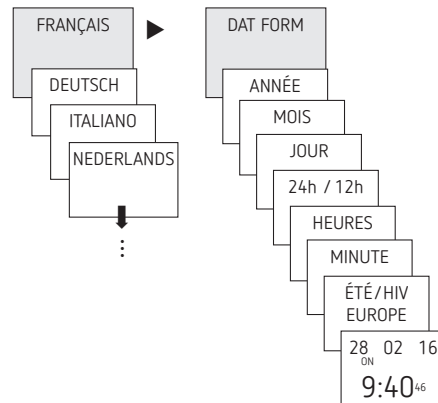 FRANÇAIS
DEUTSCH
ITALIANO
NEDERLANDS
DAT FORM
ANNÉE
MOIS
JOUR
24h / 12h
HEURES
MINUTE
ÉTÉ/HIV
EUROPE
28 02 16
ON
9:40 46